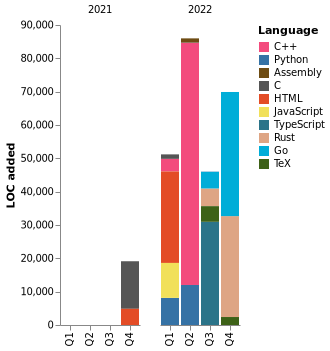 2021 2022
90,000
80,000
70,000
60,000
50,000
40,000
30,000
20,000
10,000
0
LOC added
Q1 Q2 Q3 Q4 Q1 Q2 Q3 Q4
Language
C++
Python
Assembly
C
HTML
JavaScript
TypeScript
Rust
Go
TeX